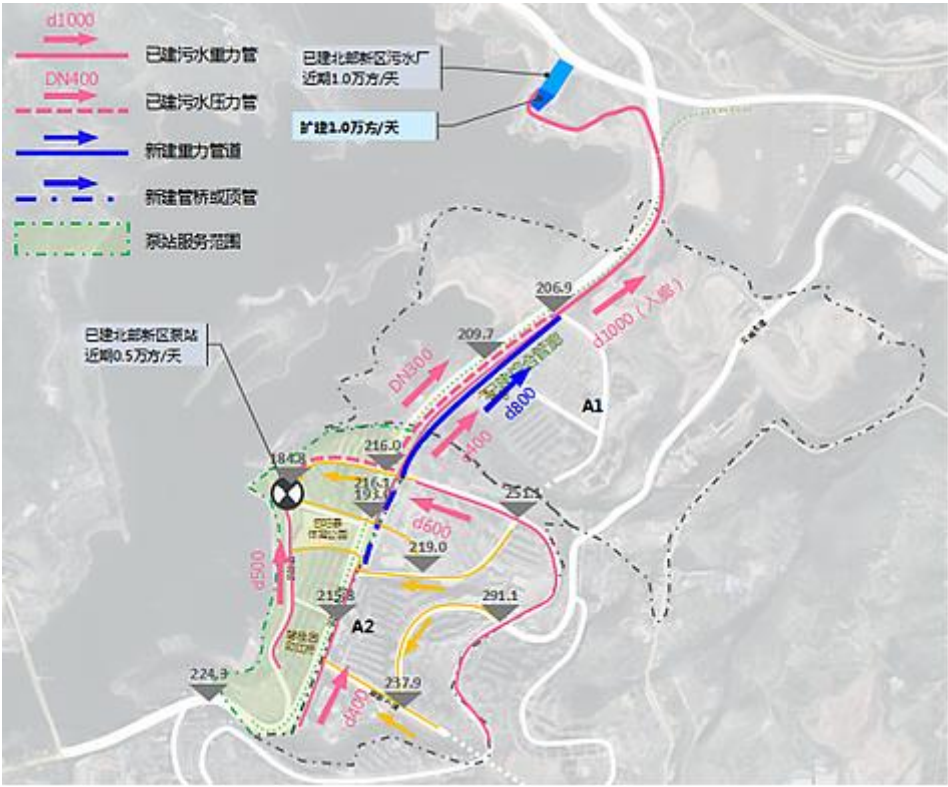 d1000
已建污水重力管
DN400
已建污水压力管
新建重力管道
新建管桥或顶管
泵站服务范围
已建北部新区污水厂
近期1.0万方/天
扩建1.0万方/天
已建北部新区泵站
近期0.5万方/天
206.9
d1000（入廊）
209.7
DN300
d800
A1
d400
216.0
184.8
216.1
251.1
d600
219.0
d500
215.8
291.1
A2
224.3
237.9
d400